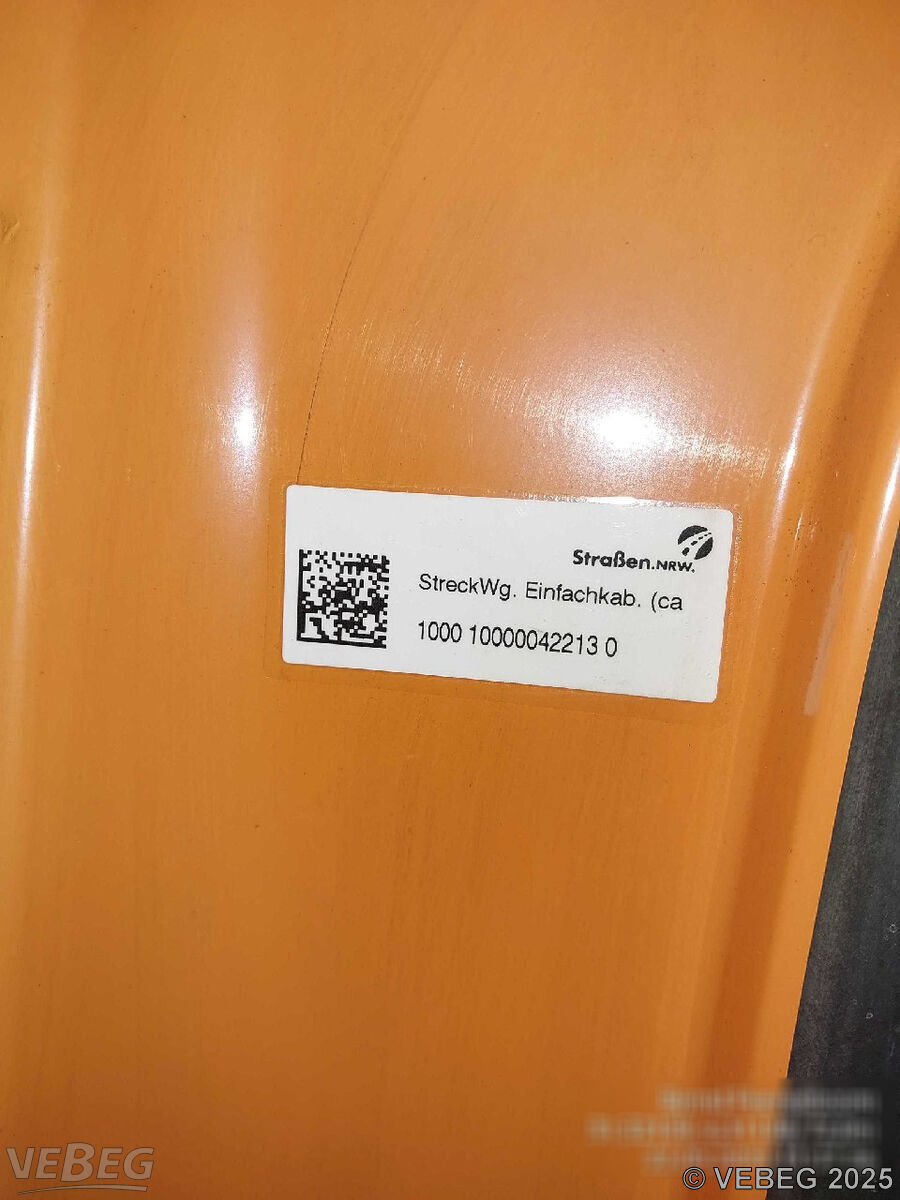 Straßen.NRW.
StreckWg. Einfachkab. (ca
1000 10000042213 0
VEBEG
© VEBEG 2025